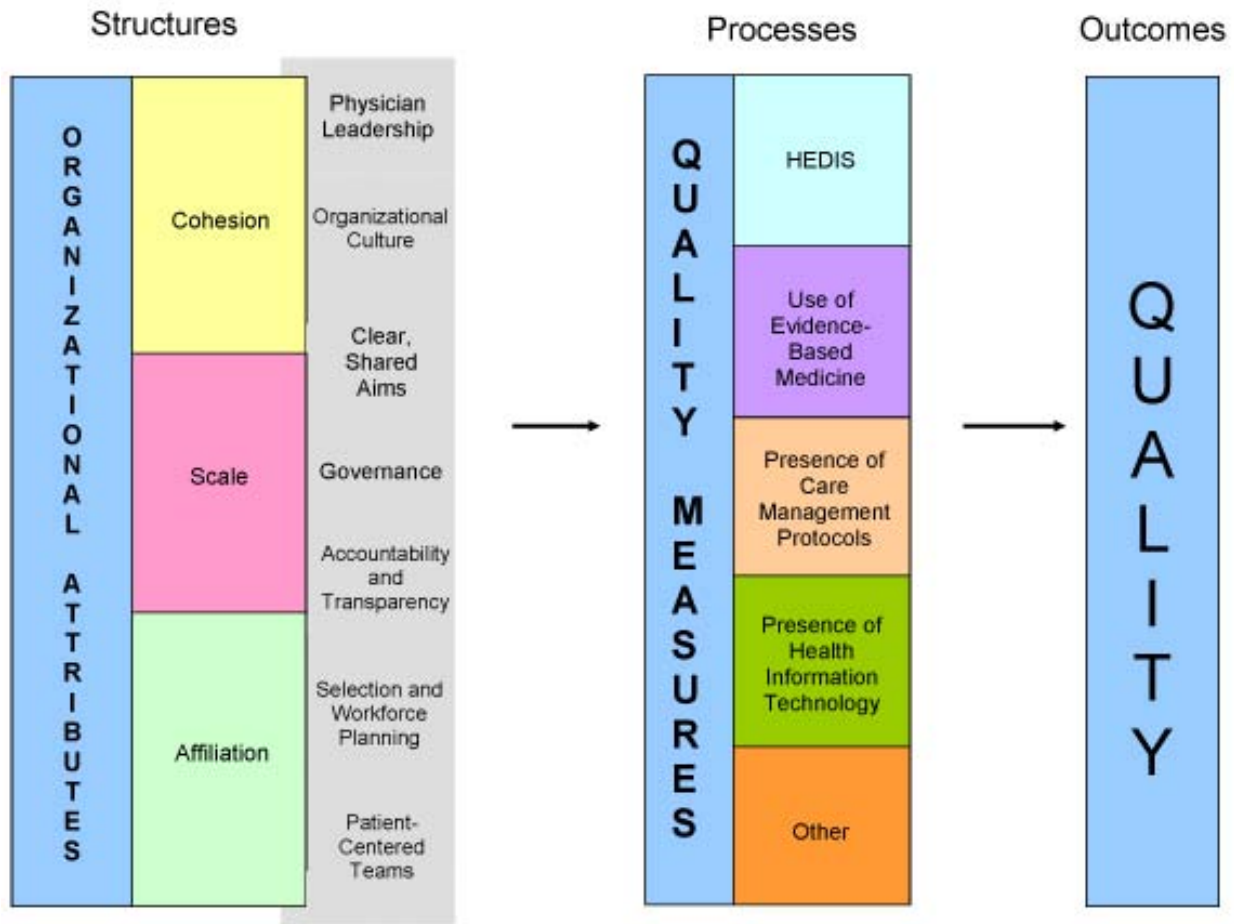 Structures
ORGANIZATIONAL ATTRIBUTES
Cohesion
Scale
Affiliation
Physician
Leadership
Organizational
Culture
Clear,
Shared
Aims
Governance
Accountability
and
Transparency
Selection and
Workforce
Planning
Patient-
Centered
Teams
Processes
QUALITY MEASURES
HEDIS
Use of
Evidence-
Based
Medicine
Presence of
Care
Management
Protocols
Presence of
Health
Information
Technology
Other
Outcomes
QUALITY